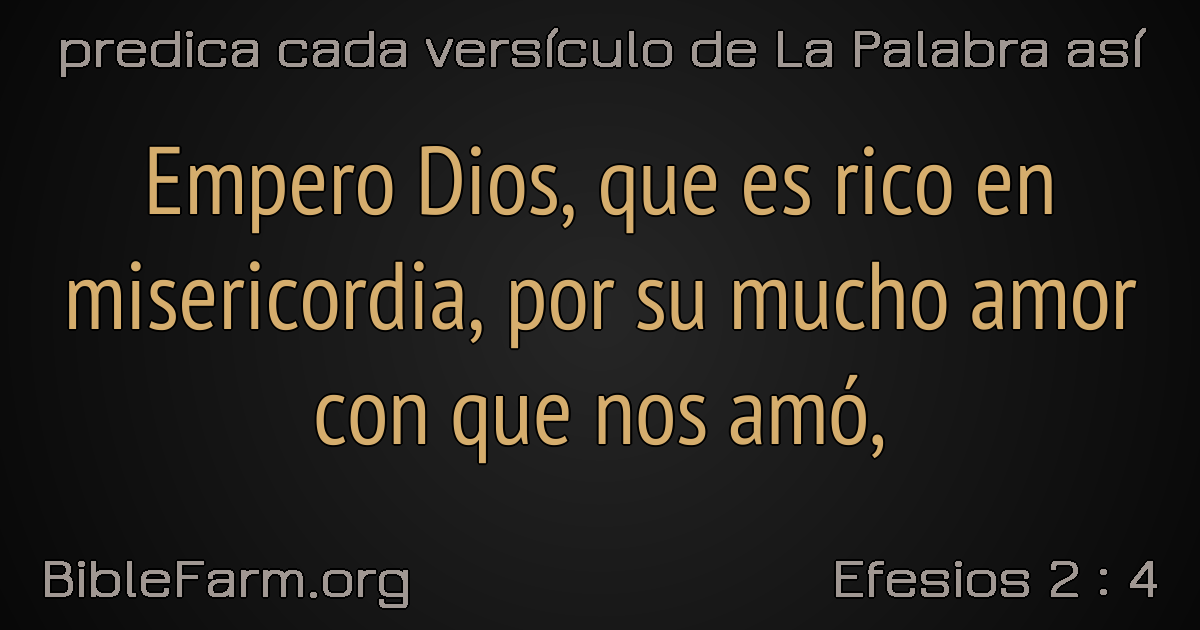 predica cada versículo de La Palabra así
Empero Dios, que es rico en
misericordia, por su mucho amor
con que nos amó,
BibleFarm.org
Efesios 2 : 4